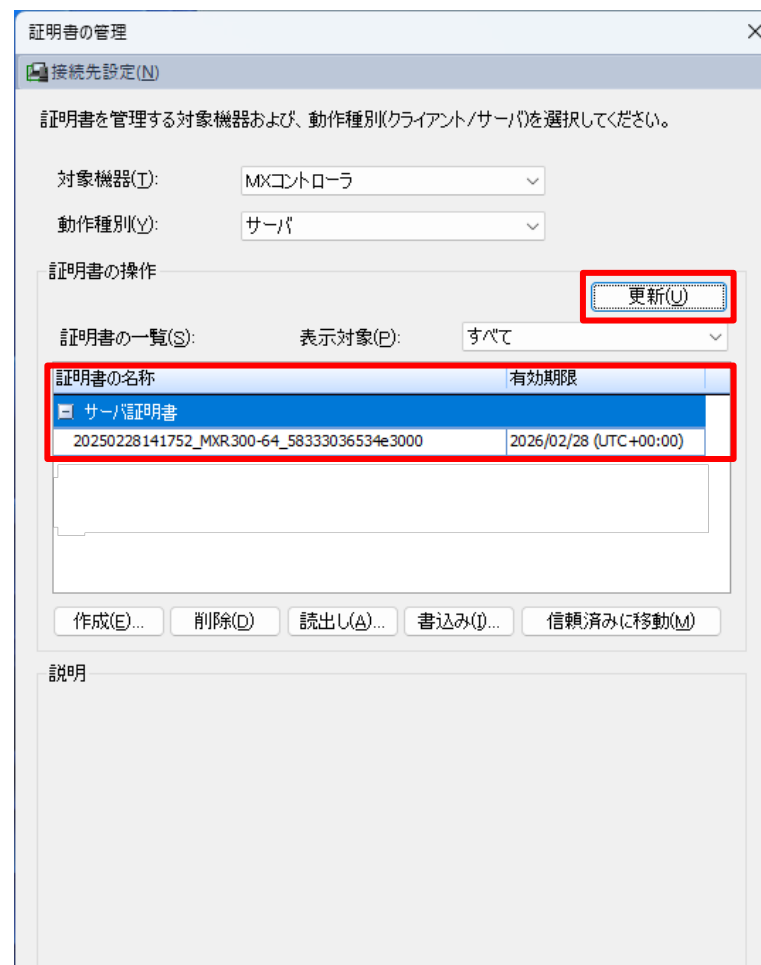 証明書の管理
接続先設定(N)
証明書を管理する対象機器および、動作種別(クライアント/サーバ)を選択してください。
対象機器(T): MXコントローラ
動作種別(Y): サーバ
証明書の操作
更新(U)
証明書の一覧(S): 表示対象(P): すべて
証明書の名称 有効期限
サーバ証明書
20250228141752_MXR300-64_58333036534e3000 2026/02/28 (UTC+00:00)
作成(E)... 削除(D) 読出し(A)... 書込み(I)... 信頼済みに移動(M)
説明